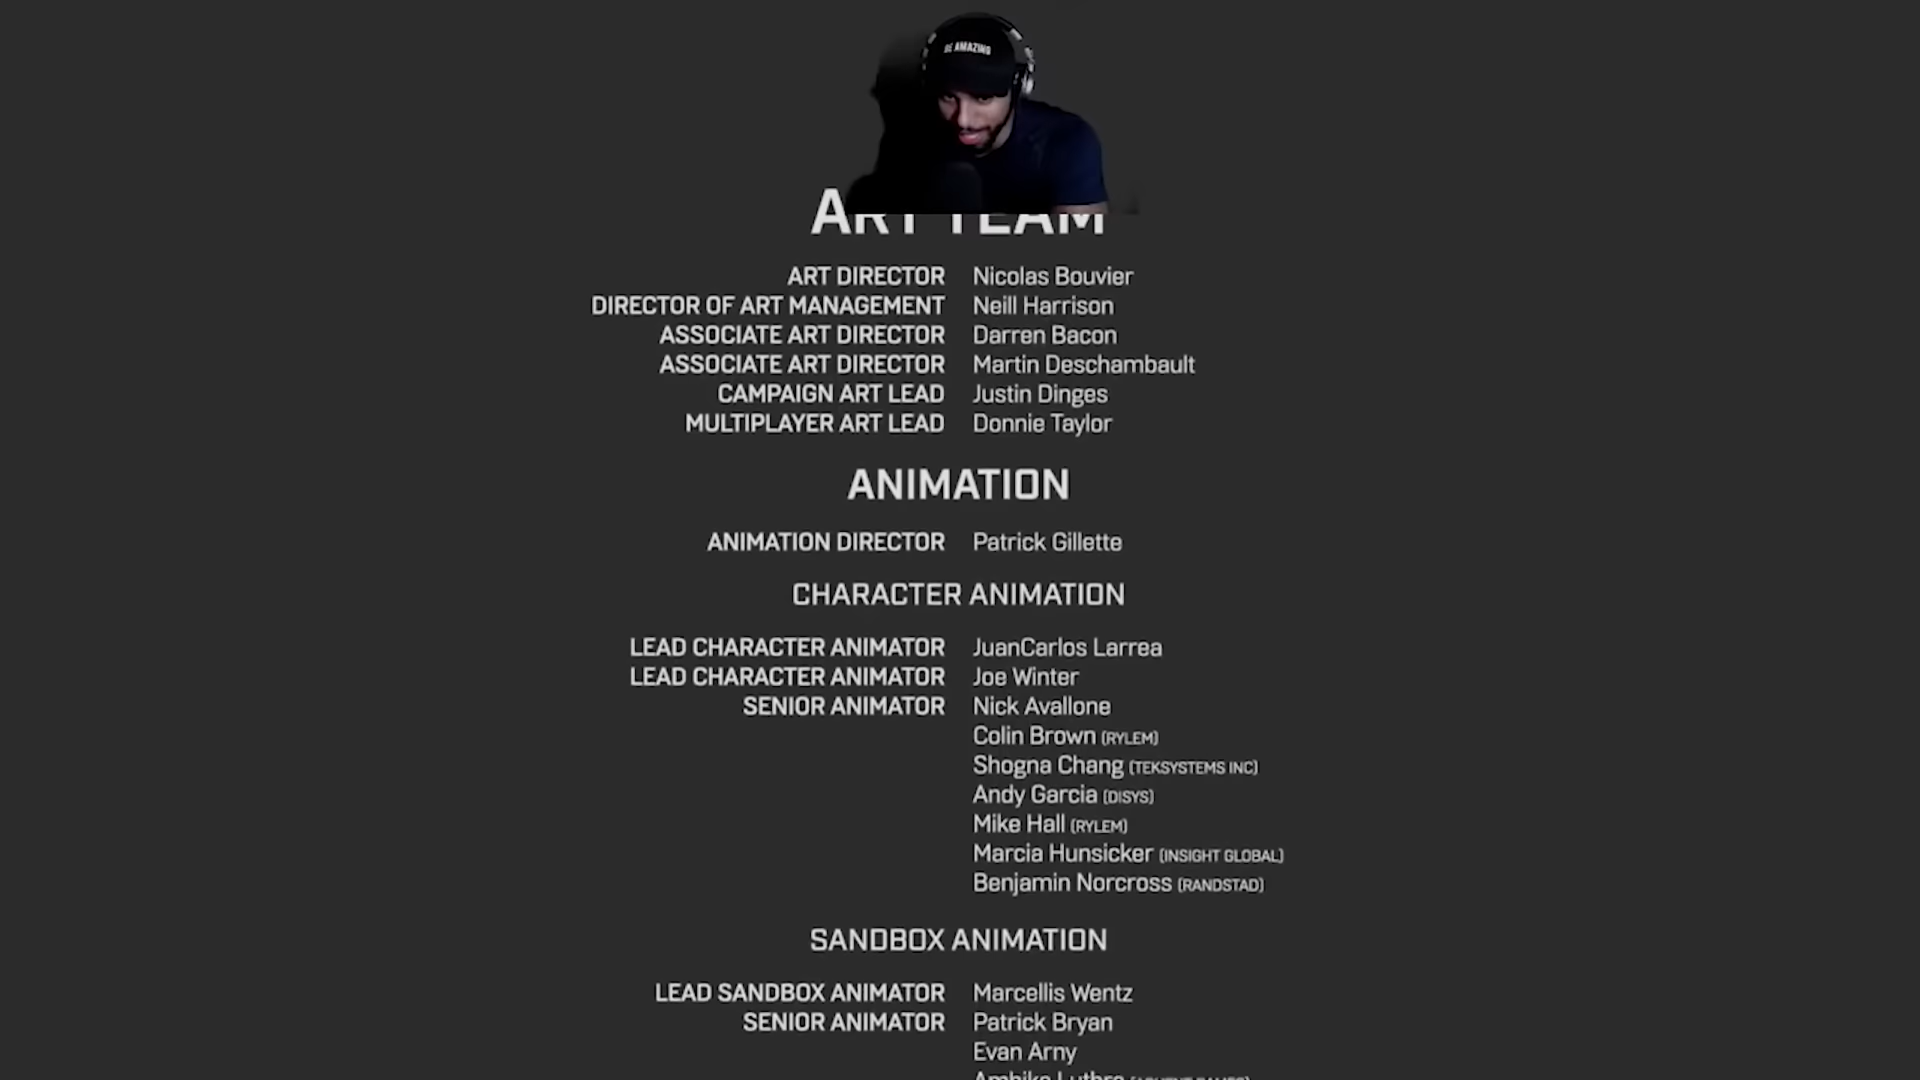 BE AMAZING
ART TEAM
ART DIRECTOR Nicolas Bouvier
DIRECTOR OF ART MANAGEMENT Neill Harrison
ASSOCIATE ART DIRECTOR Darren Bacon
ASSOCIATE ART DIRECTOR Martin Deschambault
CAMPAIGN ART LEAD Justin Dinges
MULTIPLAYER ART LEAD Donnie Taylor
ANIMATION
ANIMATION DIRECTOR Patrick Gillette
CHARACTER ANIMATION
LEAD CHARACTER ANIMATOR JuanCarlos Larrea
LEAD CHARACTER ANIMATOR Joe Winter
SENIOR ANIMATOR Nick Avallone
Colin Brown (RYLEM)
Shogna Chang (TEKSYSTEMS INC)
Andy Garcia (DISYS)
Mike Hall (RYLEM)
Marcia Hunsicker (INSIGHT GLOBAL)
Benjamin Norcross (RANDSTAD)
SANDBOX ANIMATION
LEAD SANDBOX ANIMATOR Marcellis Wentz
SENIOR ANIMATOR Patrick Bryan
Evan Arny